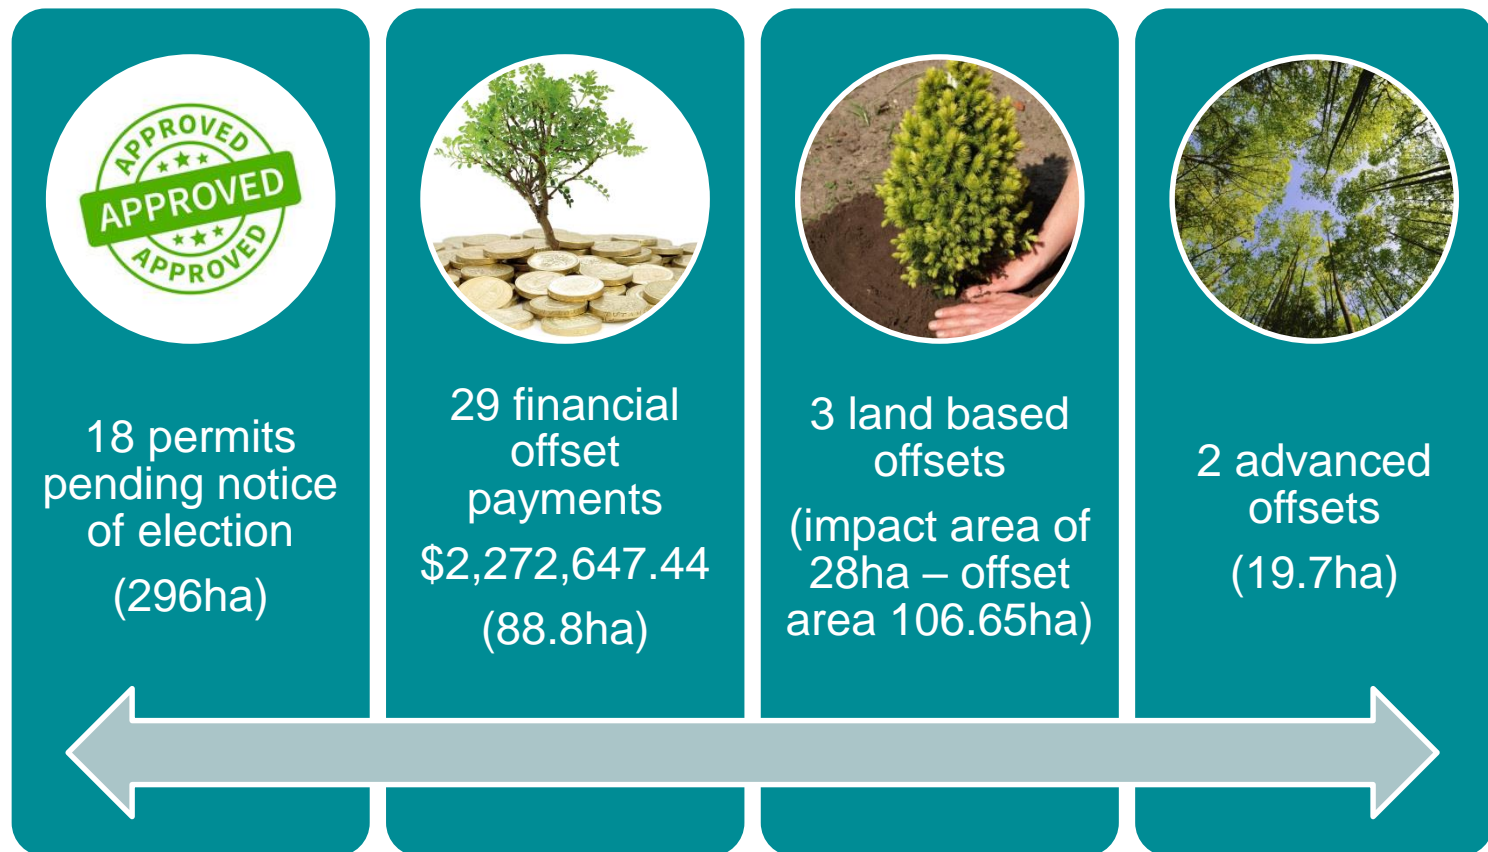 APPROVED
APPROVED
APPROVED
18 permits
pending notice
of election
(296ha)
29 financial
offset
payments
$2,272,647.44
(88.8ha)
3 land based
offsets
(impact area of
28ha – offset
area 106.65ha)
2 advanced
offsets
(19.7ha)